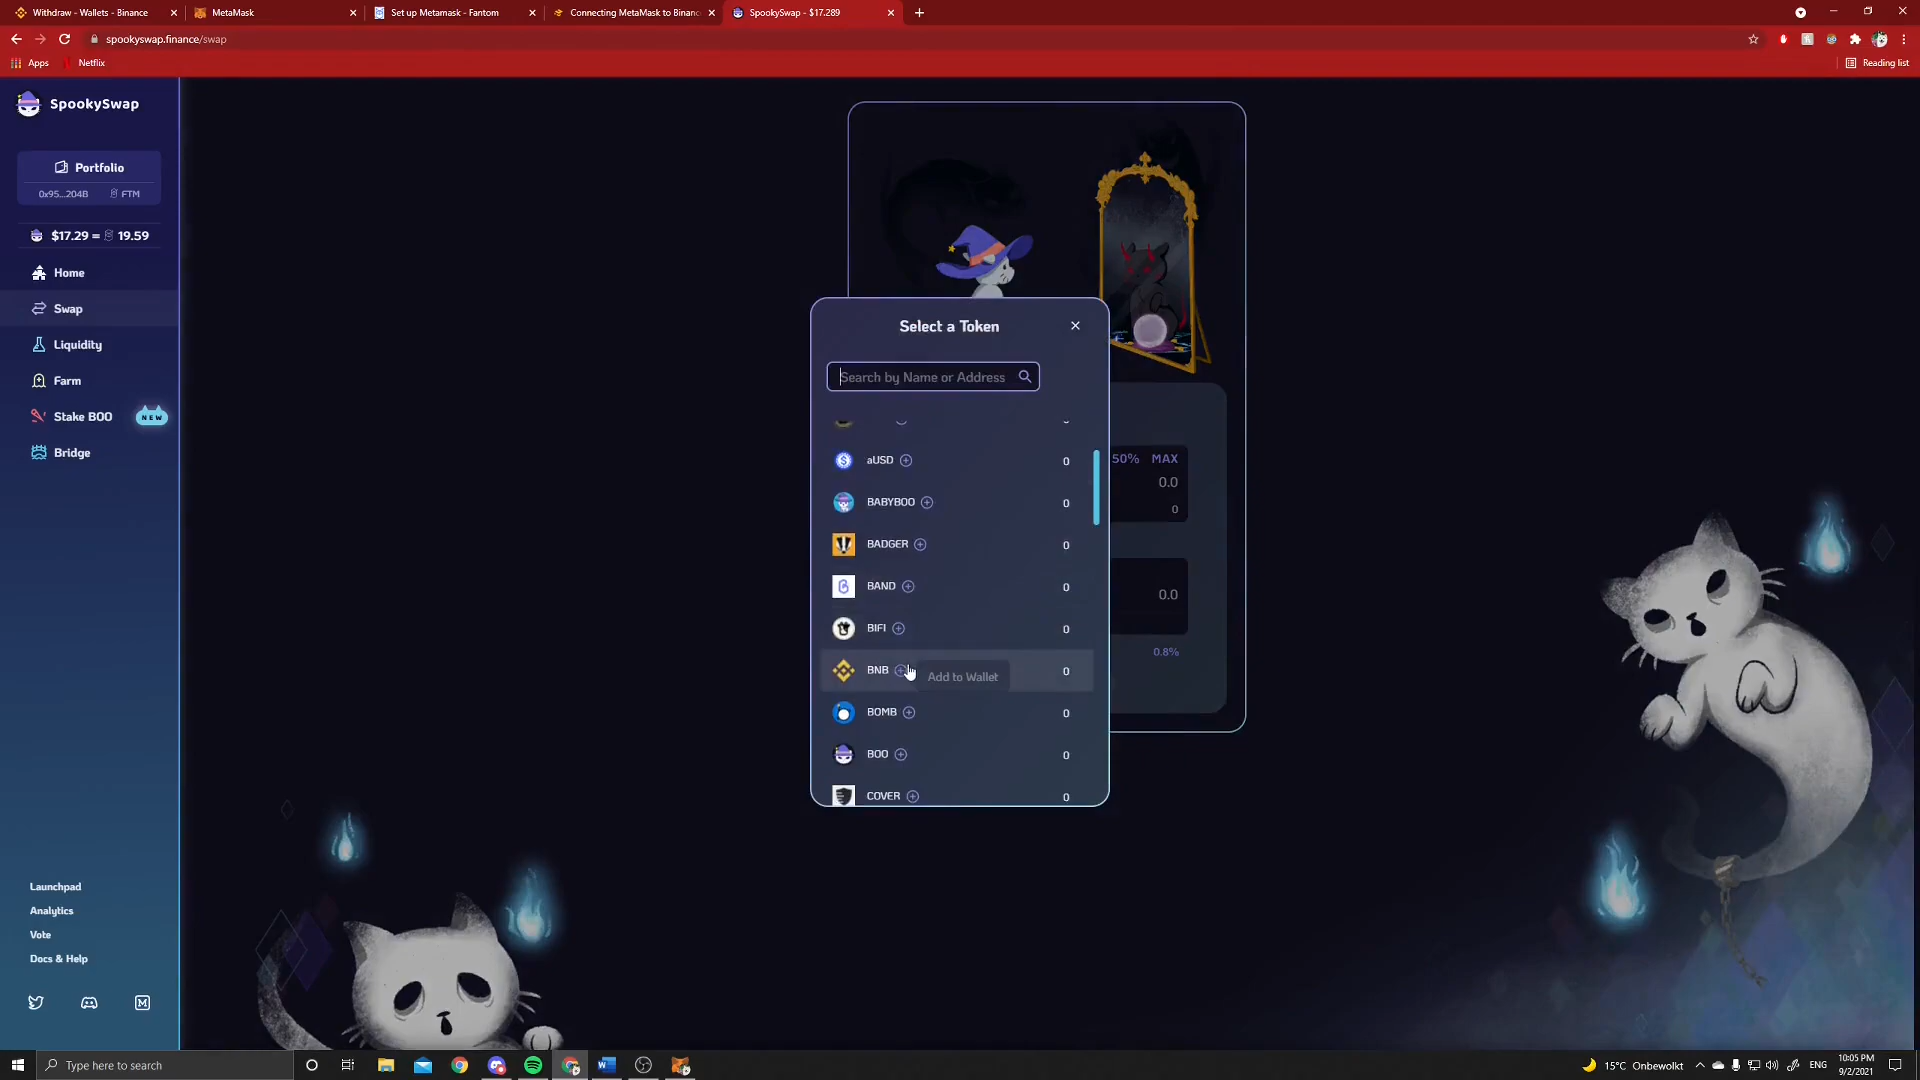 Withdraw - Wallets - Binance
MetaMask
Set up Metamask - Fantom
Connecting MetaMask to Binanc
SpookySwap - $17.289
spookyswap.finance/swap
Apps
Netflix
Reading list
SpookySwap
Portfolio
0x95...204B
FTM
$17.29 = 19.59
Home
Swap
Liquidity
Farm
Stake BOO
NEW
Bridge
Launchpad
Analytics
Vote
Docs & Help
Select a Token
Search by Name or Address
0
aUSD 0
BABYBOO 0
BADGER 0
BAND 0
BIFI 0
BNB Add to Wallet 0
BOMB 0
BOO 0
COVER 0
50% MAX
0.0
0
0.0
0.8%
Type here to search
15°C Onbewolkt
ENG
10:05 PM
9/2/2021